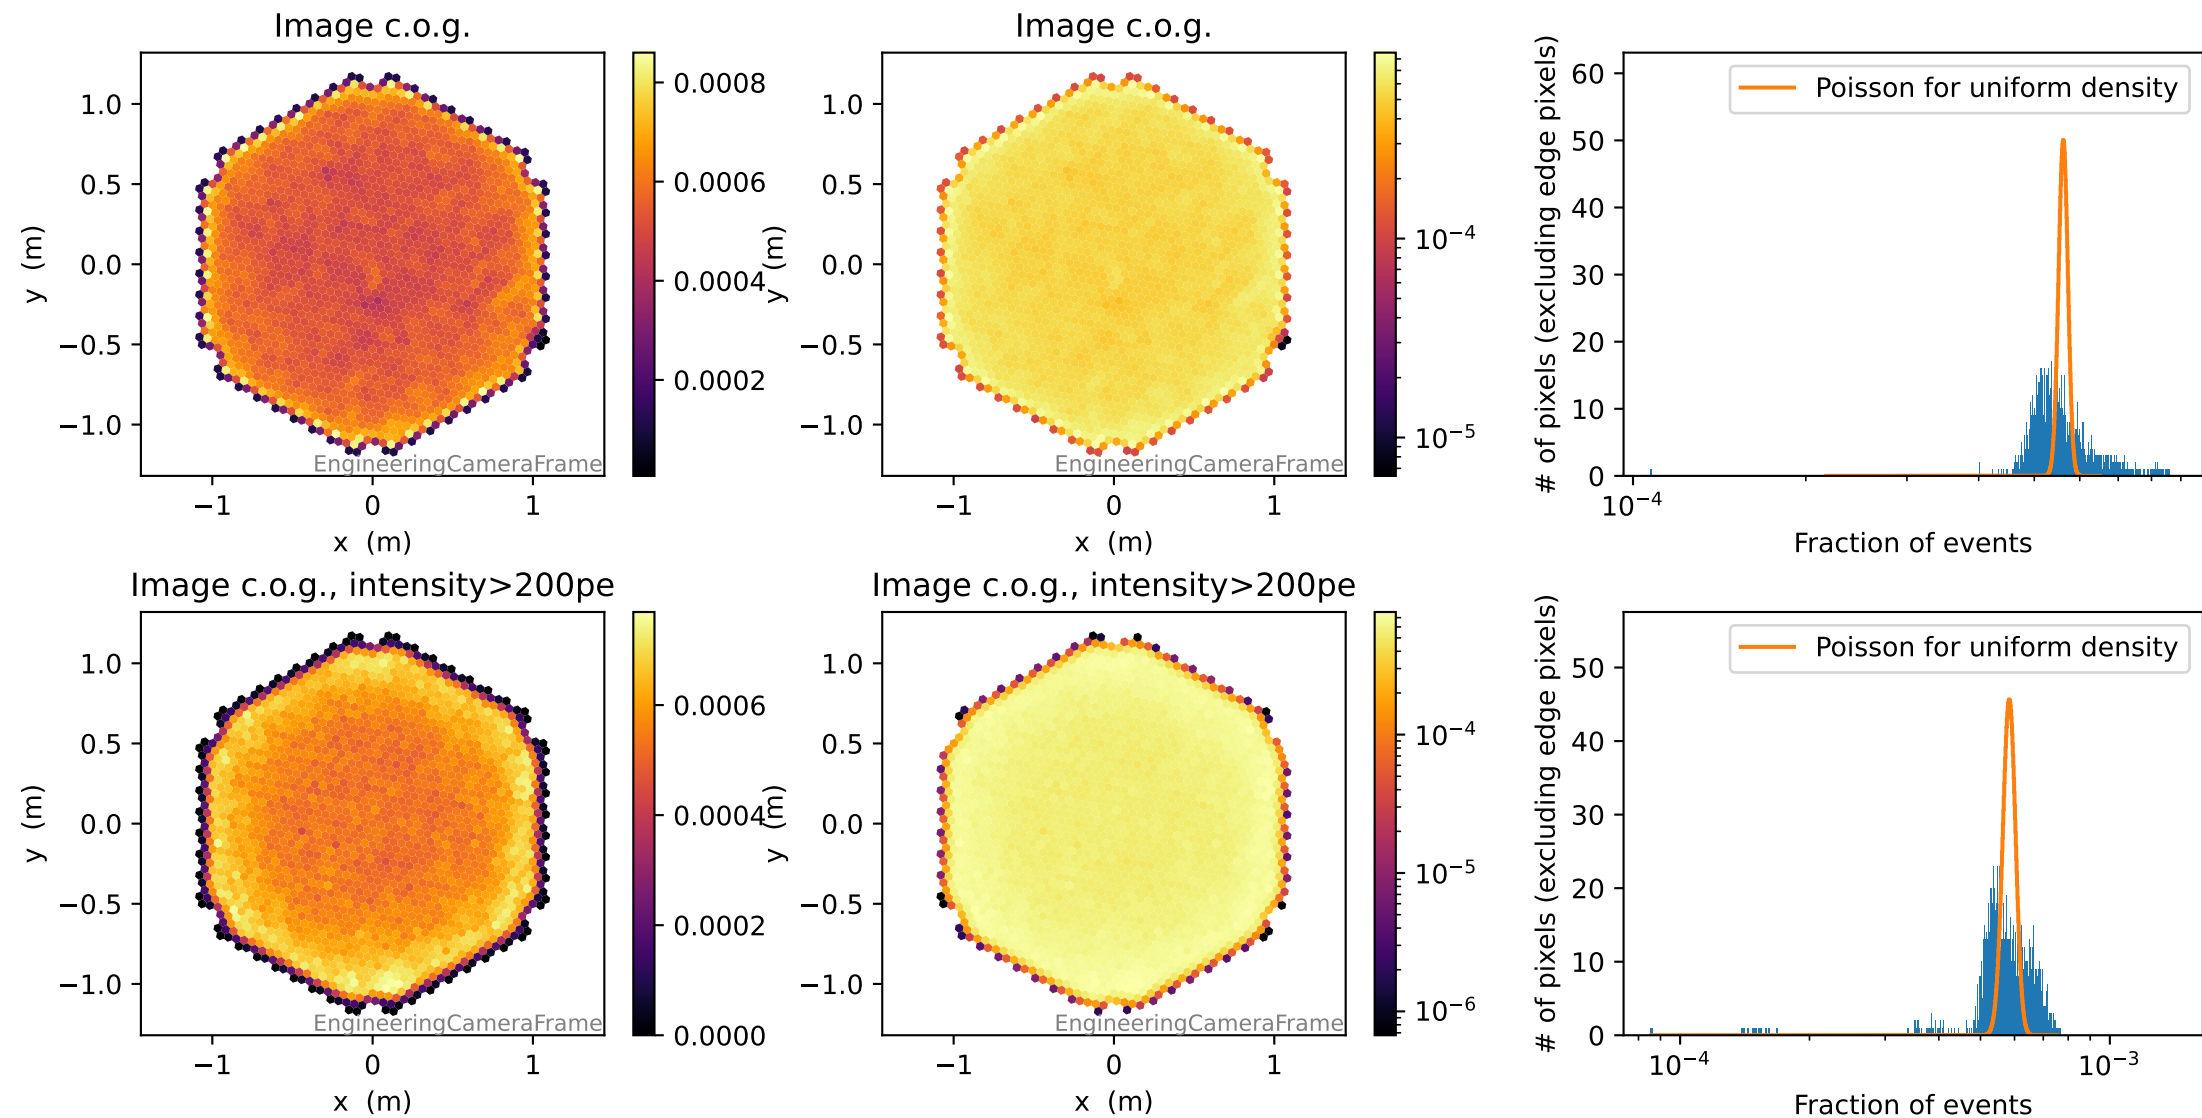 Image c.o.g.
1.0
0.5
0.0
−0.5
−1.0
y (m)
−1
0
1
x (m)
EngineeringCameraFrame
0.0008
0.0006
0.0004
0.0002
Image c.o.g.
1.0
0.5
0.0
−0.5
−1.0
y (m)
−1
0
1
x (m)
EngineeringCameraFrame
10⁻⁴
10⁻⁵
# of pixels (excluding edge pixels)
60
50
40
30
20
10
0
Poisson for uniform density
10⁻⁴
Fraction of events
Image c.o.g., intensity>200pe
1.0
0.5
0.0
−0.5
−1.0
y (m)
−1
0
1
x (m)
EngineeringCameraFrame
0.0006
0.0004
0.0002
0.0000
Image c.o.g., intensity>200pe
1.0
0.5
0.0
−0.5
−1.0
y (m)
−1
0
1
x (m)
EngineeringCameraFrame
10⁻⁴
10⁻⁵
10⁻⁶
# of pixels (excluding edge pixels)
50
40
30
20
10
0
Poisson for uniform density
10⁻⁴
10⁻³
Fraction of events